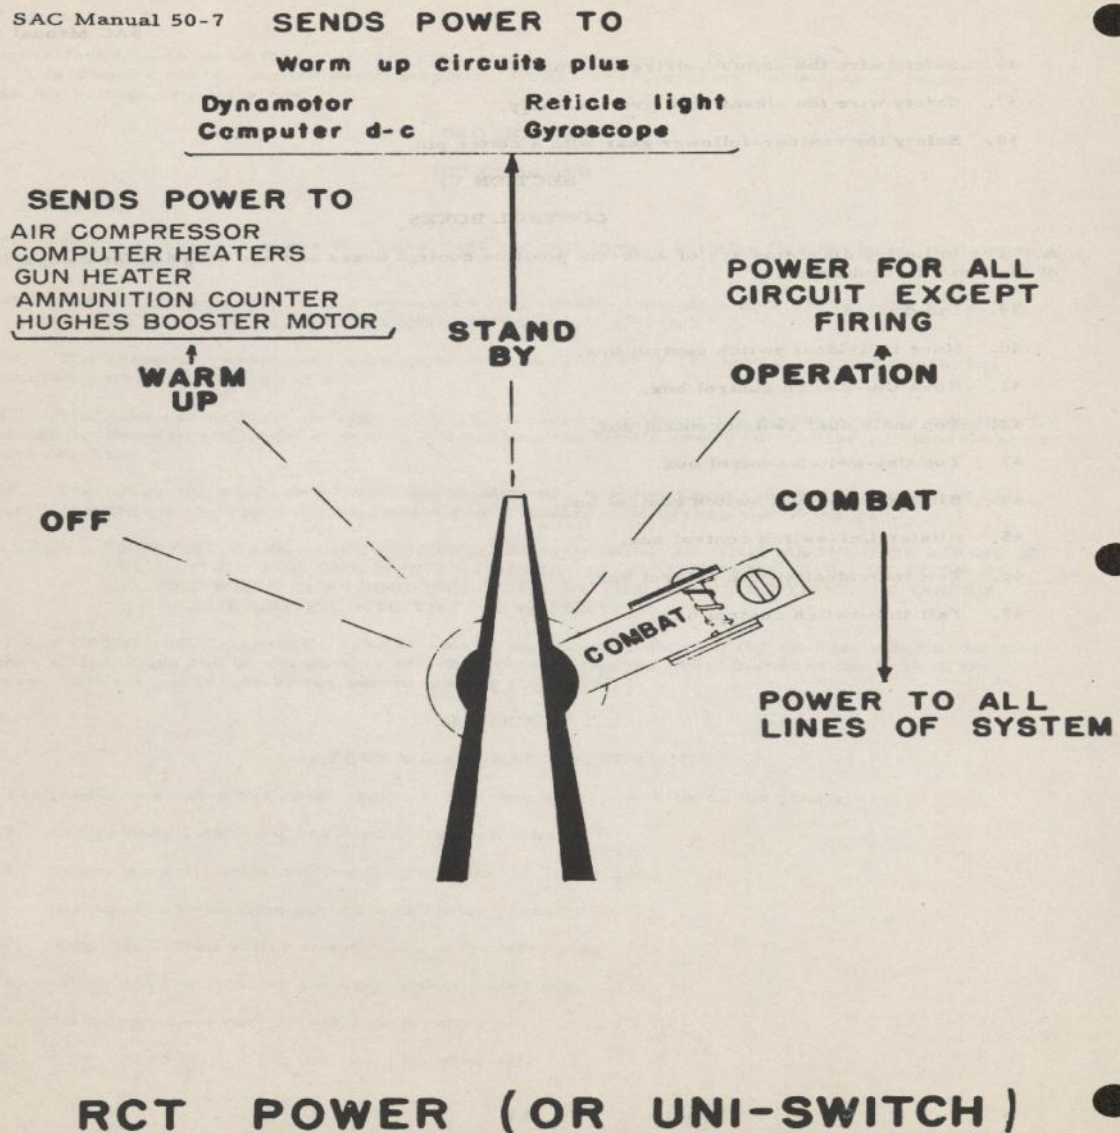 SAC Manual 50-7
SENDS POWER TO
Warm up circuits plus
Dynamotor Reticle light
Computer d-c Gyroscope
SENDS POWER TO
AIR COMPRESSOR
COMPUTER HEATERS
GUN HEATER
AMMUNITION COUNTER
HUGHES BOOSTER MOTOR
WARM
UP
STAND
BY
POWER FOR ALL
CIRCUIT EXCEPT
FIRING
OPERATION
OFF
COMBAT
COMBAT
POWER TO ALL
LINES OF SYSTEM
RCT POWER (OR UNI-SWITCH)